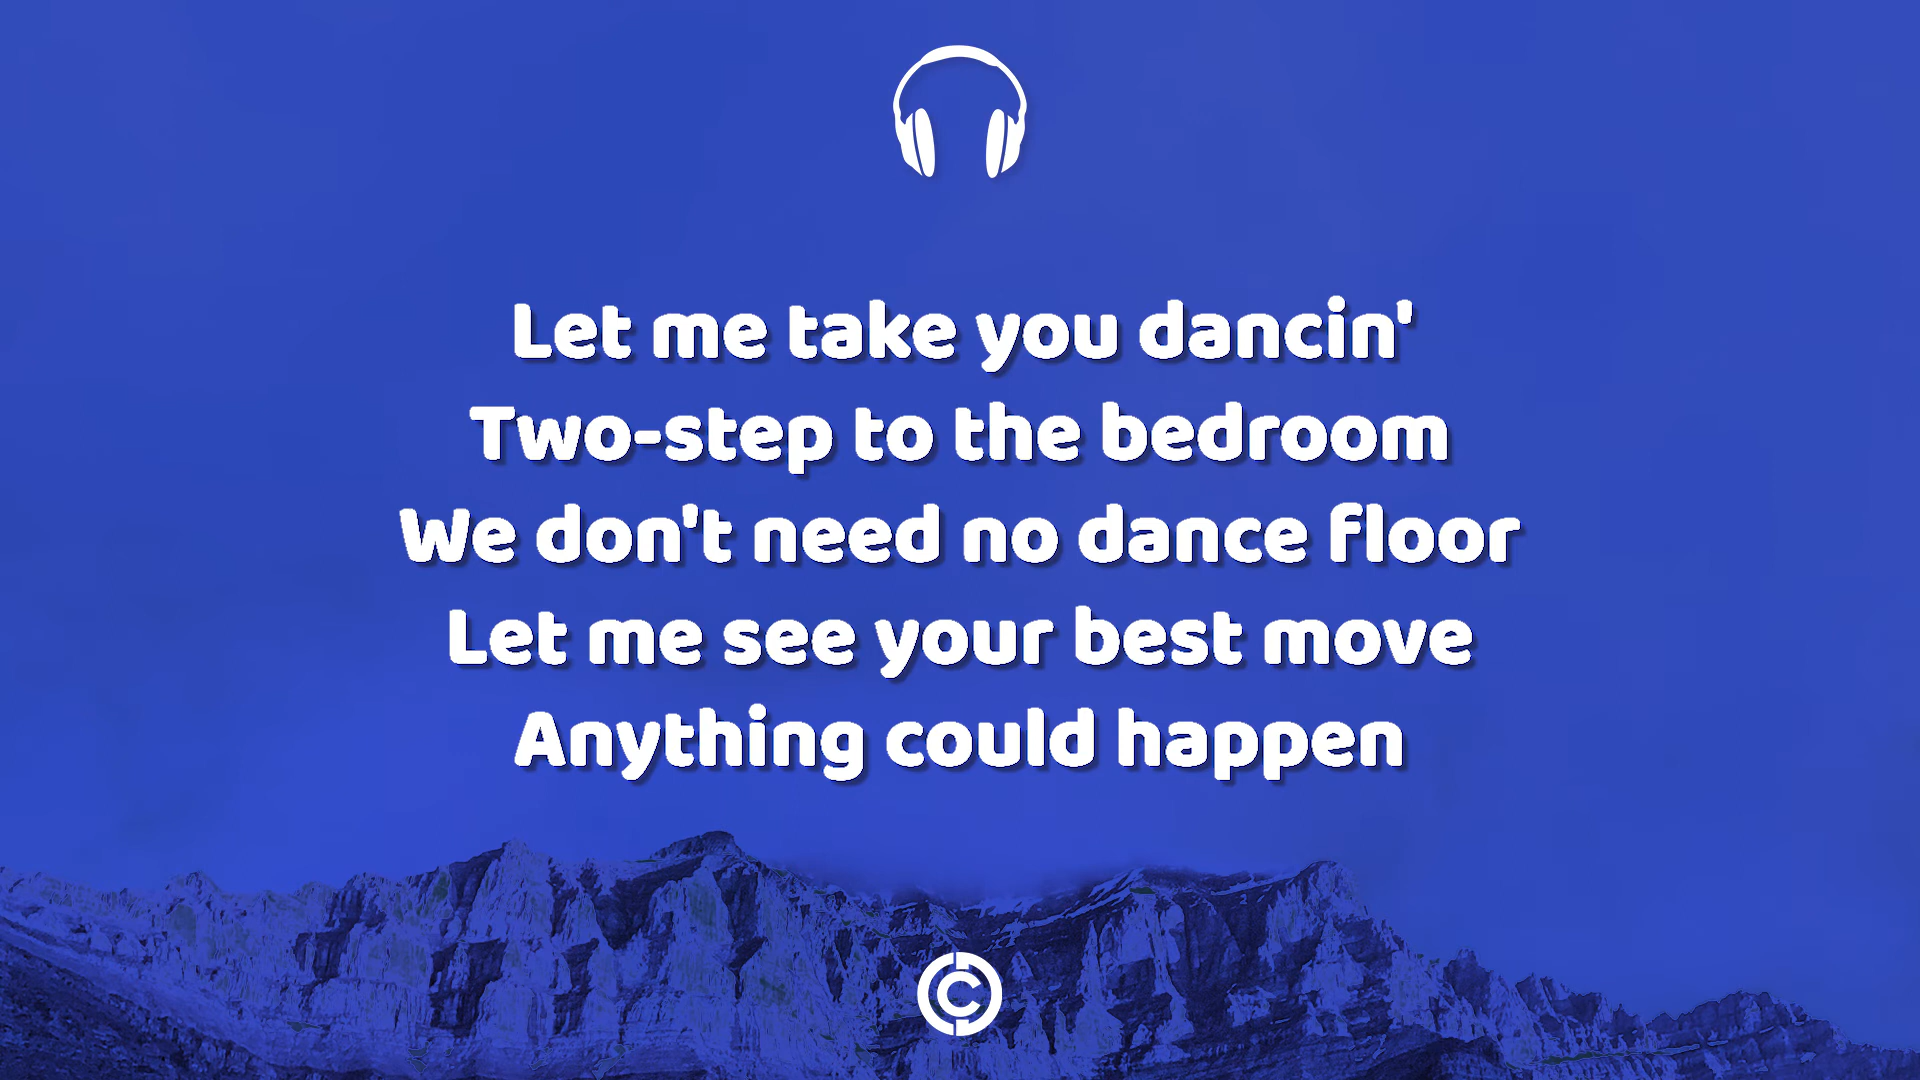 Let me take you dancin'
Two-step to the bedroom
We don't need no dance floor
Let me see your best move
Anything could happen